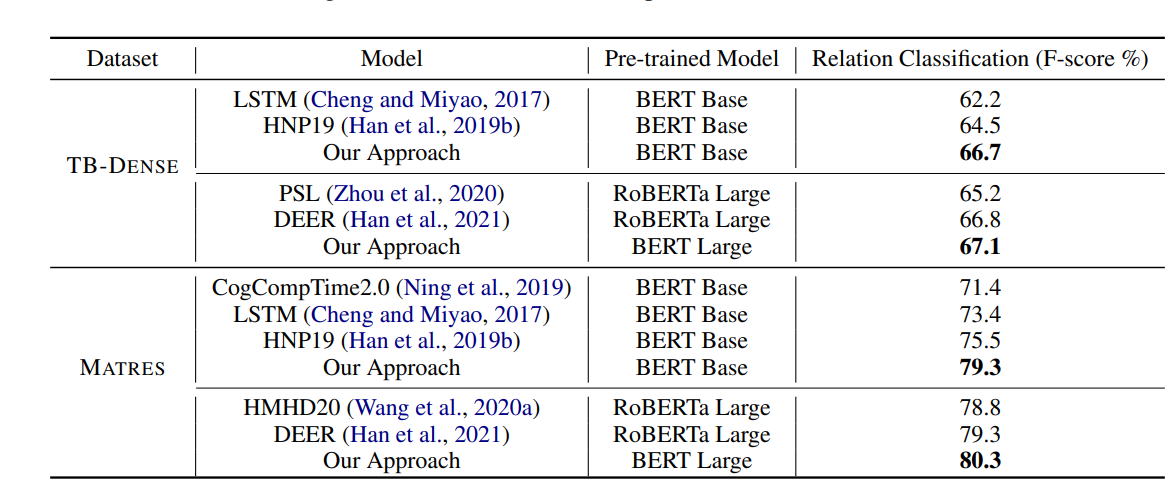 Dataset Model Pre-trained Model Relation Classification (F-score %)
LSTM (Cheng and Miyao, 2017) BERT Base 62.2
HNP19 (Han et al., 2019b) BERT Base 64.5
Our Approach BERT Base 66.7
TB-DENSE
PSL (Zhou et al., 2020) RoBERTa Large 65.2
DEER (Han et al., 2021) RoBERTa Large 66.8
Our Approach BERT Large 67.1
CogCompTime2.0 (Ning et al., 2019) BERT Base 71.4
LSTM (Cheng and Miyao, 2017) BERT Base 73.4
HNP19 (Han et al., 2019b) BERT Base 75.5
MATRES Our Approach BERT Base 79.3
HMHD20 (Wang et al., 2020a) RoBERTa Large 78.8
DEER (Han et al., 2021) RoBERTa Large 79.3
Our Approach BERT Large 80.3